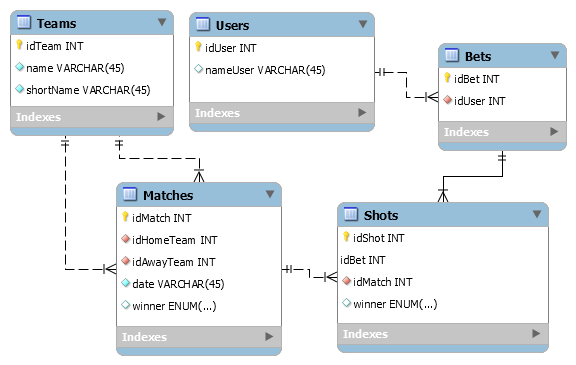 Teams
idTeam INT
name VARCHAR(45)
shortName VARCHAR(45)
Indexes
Users
idUser INT
nameUser VARCHAR(45)
Indexes
Bets
idBet INT
idUser INT
Indexes
Matches
idMatch INT
idHomeTeam INT
idAwayTeam INT
date VARCHAR(45)
winner ENUM(...)
Indexes
Shots
idShot INT
idBet INT
idMatch INT
winner ENUM(...)
Indexes